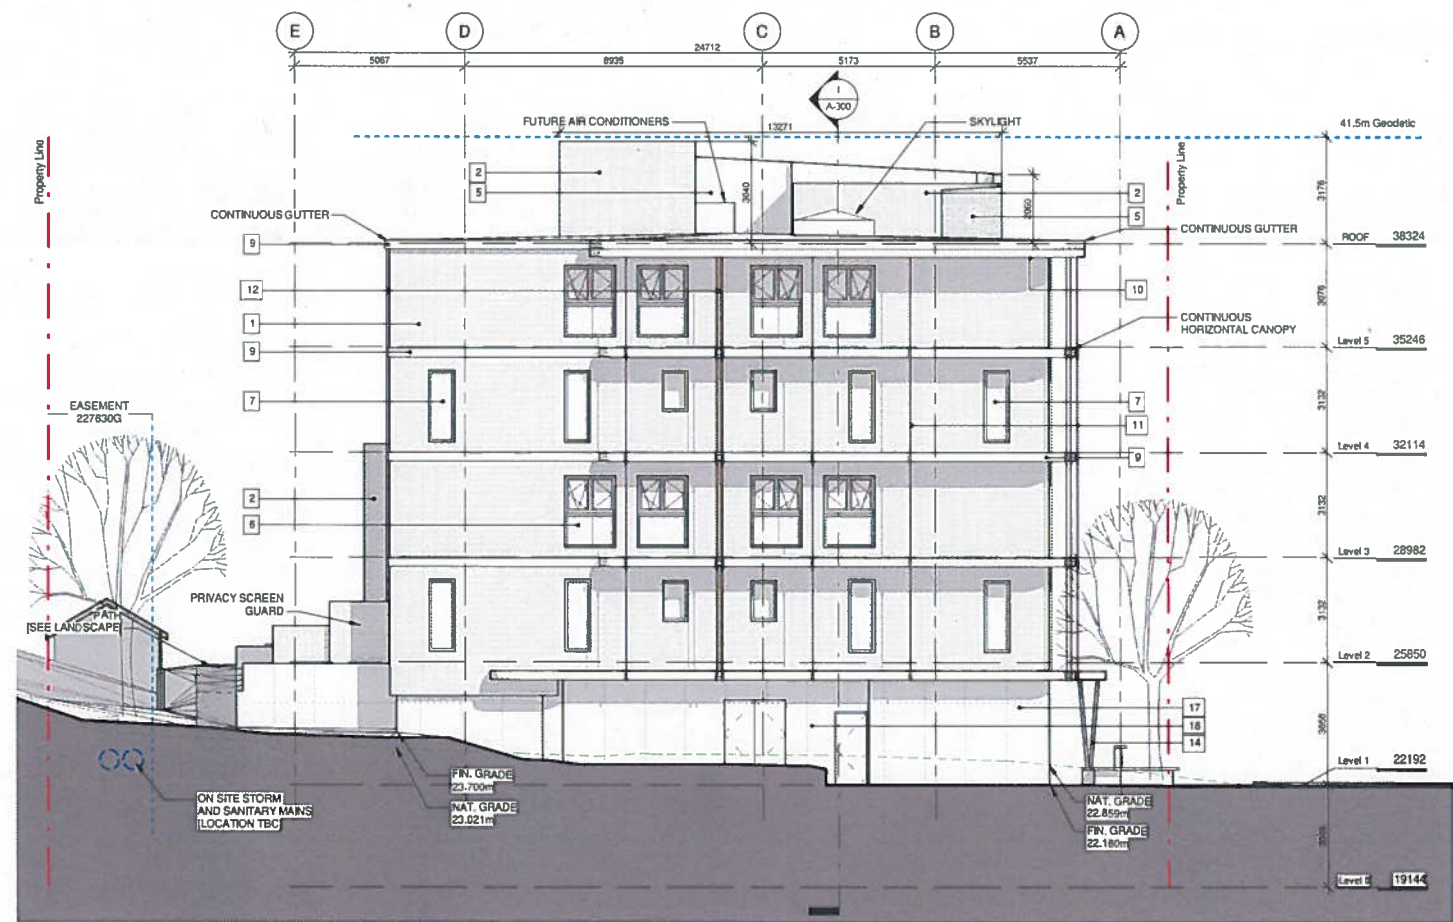 E D C B A
24712
5067 8935 5173 5537
1
A-300
FUTURE AIR CONDITIONERS
SKYLIGHT
41.5m Geodetic
13271
Property Line
Property Line
2
5
3040
2060
2
5
3176
CONTINUOUS GUTTER
CONTINUOUS GUTTER
9
ROOF 38324
12
10
3078
1
CONTINUOUS
HORIZONTAL CANOPY
9
Level 5 35246
7
7
3132
EASEMENT
227630G
11
Level 4 32114
9
2
3132
6
Level 3 28982
PRIVACY SCREEN
GUARD
PATH
[SEE LANDSCAPE]
3132
Level 2 25850
17
18
14
3658
Level 1 22192
FIN. GRADE
23.700m
NAT. GRADE
23.021m
ON SITE STORM
AND SANITARY MAINS
[LOCATION TBC]
NAT. GRADE
22.859m
FIN. GRADE
22.180m
Level 19144